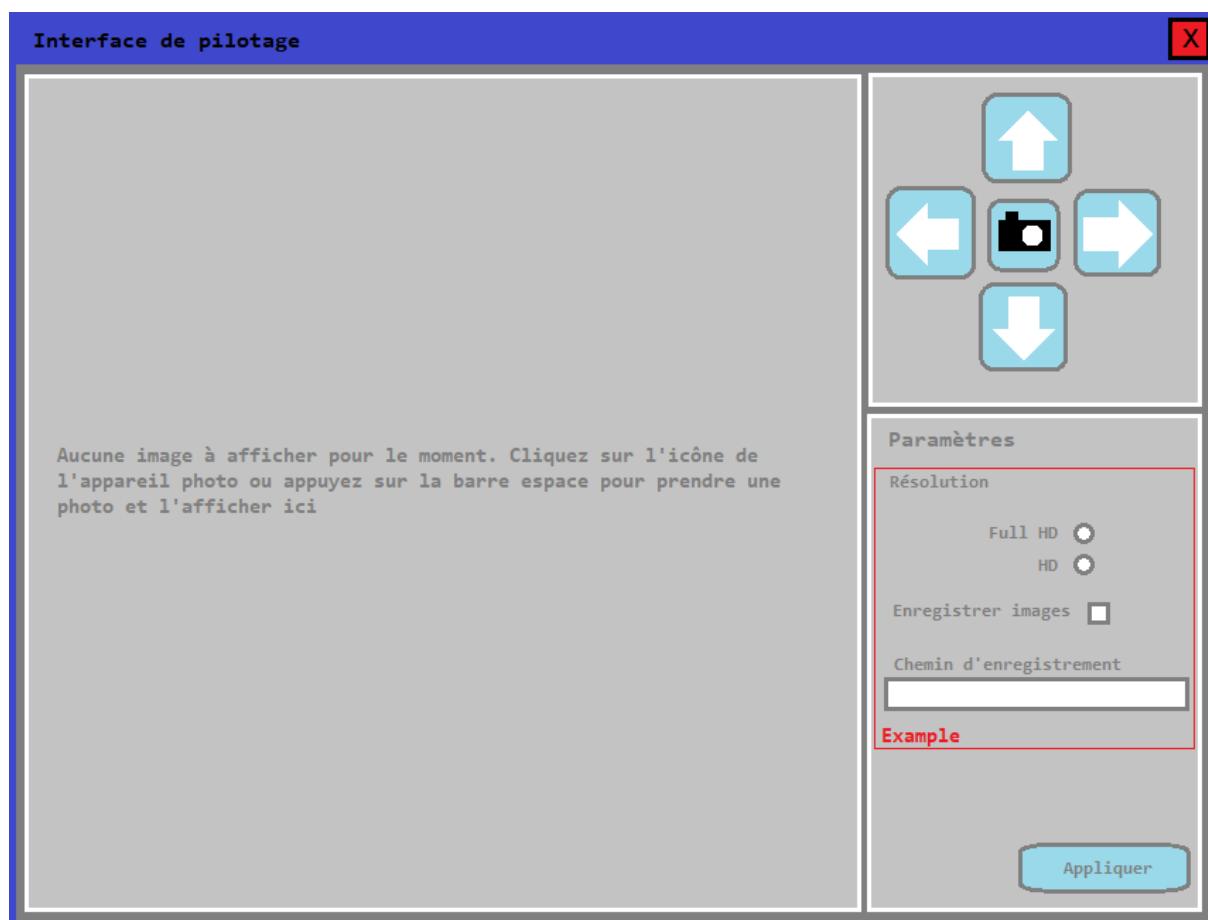 Interface de pilotage
X
Aucune image à afficher pour le moment. Cliquez sur l'icône de
l'appareil photo ou appuyez sur la barre espace pour prendre une
photo et l'afficher ici
Paramètres
Résolution
Full HD
HD
Enregistrer images
Chemin d'enregistrement
Example
Appliquer